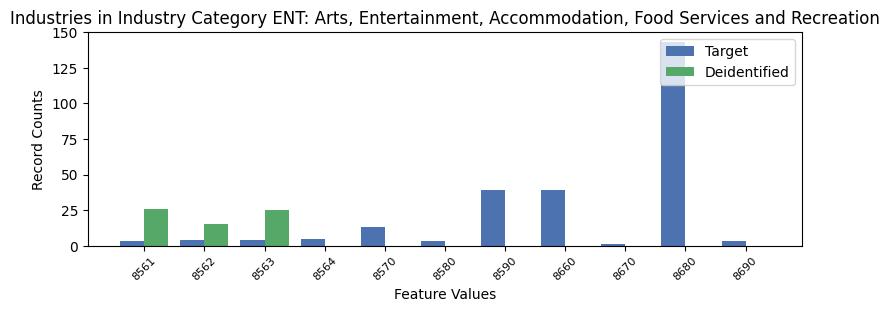 Industries in Industry Category ENT: Arts, Entertainment, Accommodation, Food Services and Recreation
150
125
100
75
50
25
0
Record Counts
Target
Deidentified
8561 8562 8563 8564 8570 8580 8590 8660 8670 8680 8690
Feature Values